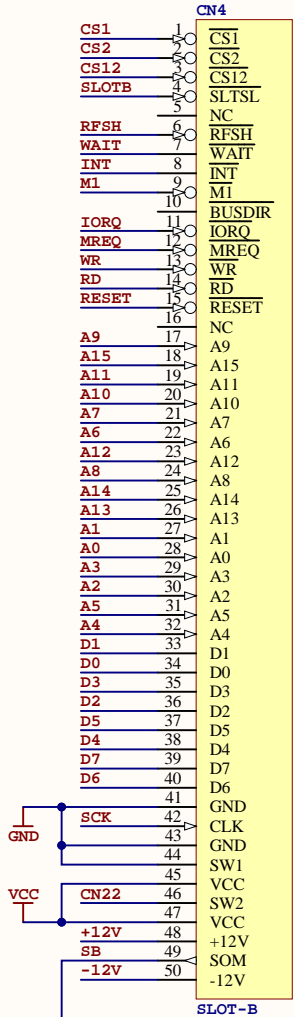 CN4
CS1 1 CS1
CS2 2 CS2
CS12 3 CS12
SLOTB 4 SLTSL
5 NC
RFSH 6 RFSH
WAIT 7 WAIT
INT 8 INT
M1 9 M1
10 BUSDIR
IORQ 11 IORQ
MREQ 12 MREQ
WR 13 WR
RD 14 RD
RESET 15 RESET
16 NC
A9 17 A9
A15 18 A15
A11 19 A11
A10 20 A10
A7 21 A7
A6 22 A6
A12 23 A12
A8 24 A8
A14 25 A14
A13 26 A13
A1 27 A1
A0 28 A0
A3 29 A3
A2 30 A2
A5 31 A5
A4 32 A4
D1 33 D1
D0 34 D0
D3 35 D3
D2 36 D2
D5 37 D5
D4 38 D4
D7 39 D7
D6 40 D6
41 GND
GND SCK 42 CLK
43 GND
44 SW1
45 VCC
VCC CN22 46 SW2
47 VCC
+12V 48 +12V
SB 49 SOM
-12V 50 -12V
SLOT-B